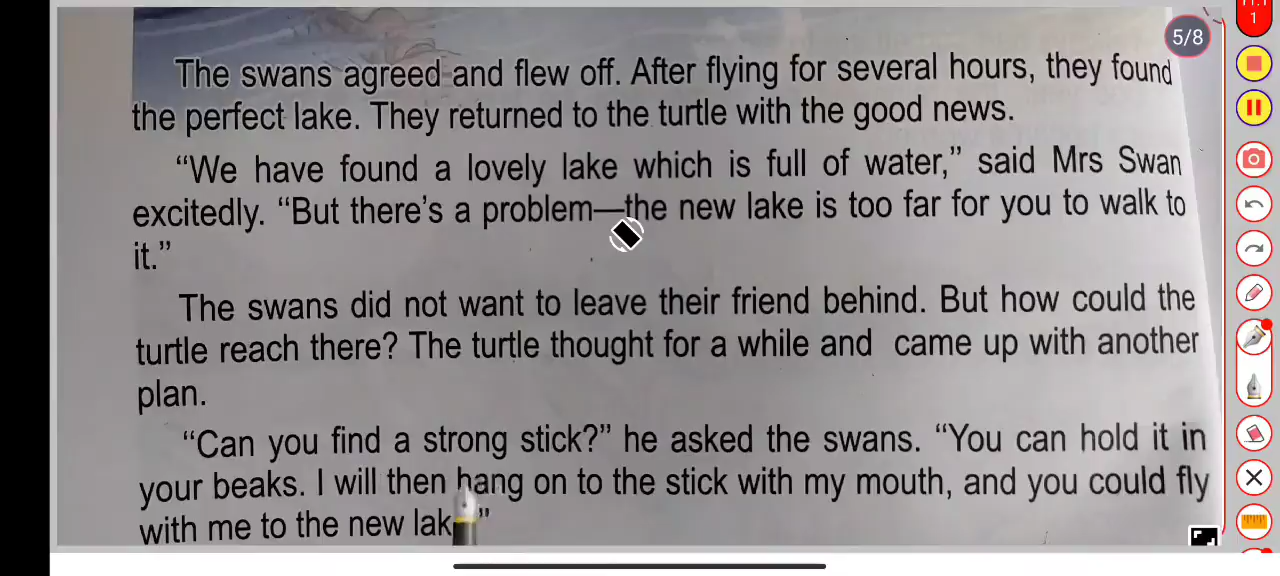 11:1
1
5/8
The swans agreed and flew off. After flying for several hours, they found
the perfect lake. They returned to the turtle with the good news.
“We have found a lovely lake which is full of water,” said Mrs Swan
excitedly. “But there’s a problem—the new lake is too far for you to walk to
it.”
The swans did not want to leave their friend behind. But how could the
turtle reach there? The turtle thought for a while and came up with another
plan.
“Can you find a strong stick?” he asked the swans. “You can hold it in
your beaks. I will then hang on to the stick with my mouth, and you could fly
with me to the new lak ”